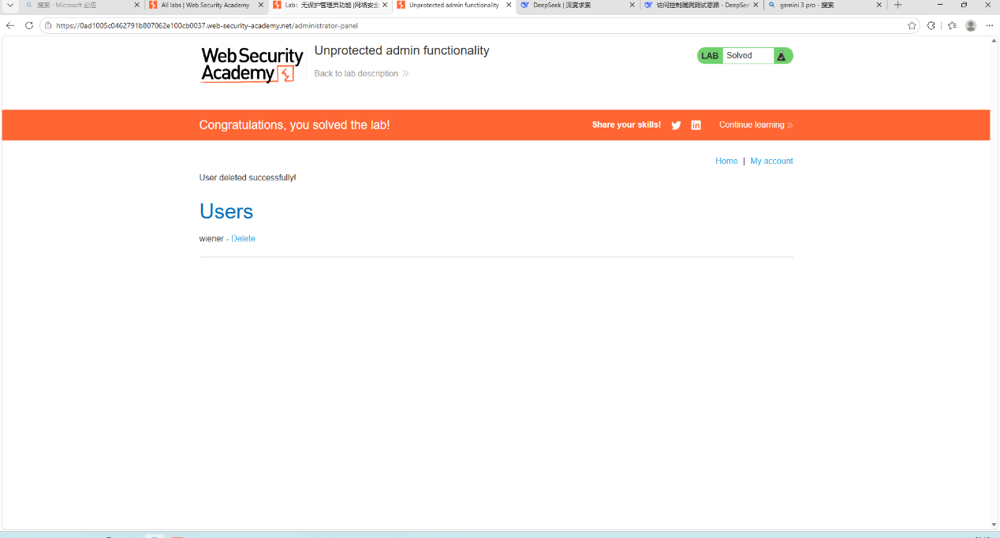 搜索 - Microsoft 必应
All labs | Web Security Academy
Lab：无保护管理员功能 |网络安全
Unprotected admin functionality
DeepSeek | 深度求索
访问控制漏洞测试思路 - DeepSee
gemini 3 pro - 搜索
https://0ad1005c0462791b807062e100cb0037.web-security-academy.net/administrator-panel
Web Security
Academy
Unprotected admin functionality
Back to lab description
LAB Solved
Congratulations, you solved the lab!
Share your skills!
Continue learning
Home | My account
User deleted successfully!
Users
wiener - Delete